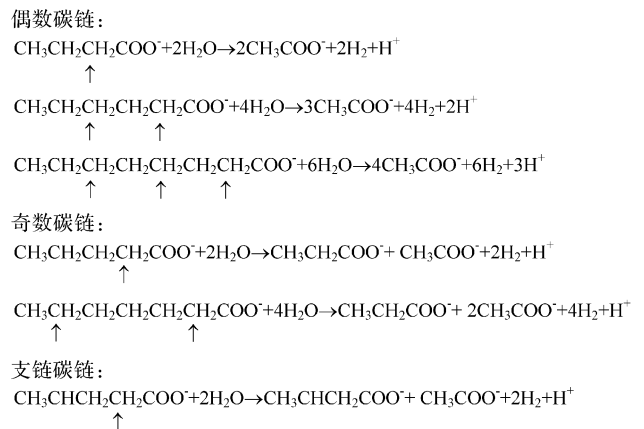 偶数碳链：
CH₃CH₂CH₂COO⁻+2H₂O→2CH₃COO⁻+2H₂+H⁺
↑
CH₃CH₂CH₂CH₂CH₂COO⁻+4H₂O→3CH₃COO⁻+4H₂+2H⁺
↑ ↑
CH₃CH₂CH₂CH₂CH₂CH₂CH₂COO⁻+6H₂O→4CH₃COO⁻+6H₂+3H⁺
↑ ↑ ↑
奇数碳链：
CH₃CH₂CH₂CH₂COO⁻+2H₂O→CH₃CH₂COO⁻+ CH₃COO⁻+2H₂+H⁺
↑
CH₃CH₂CH₂CH₂CH₂CH₂COO⁻+4H₂O→CH₃CH₂COO⁻+ 2CH₃COO⁻+4H₂+H⁺
↑ ↑
支链碳链：
CH₃CHCH₂CH₂COO⁻+2H₂O→CH₃CHCH₂COO⁻+ CH₃COO⁻+2H₂+H⁺
↑